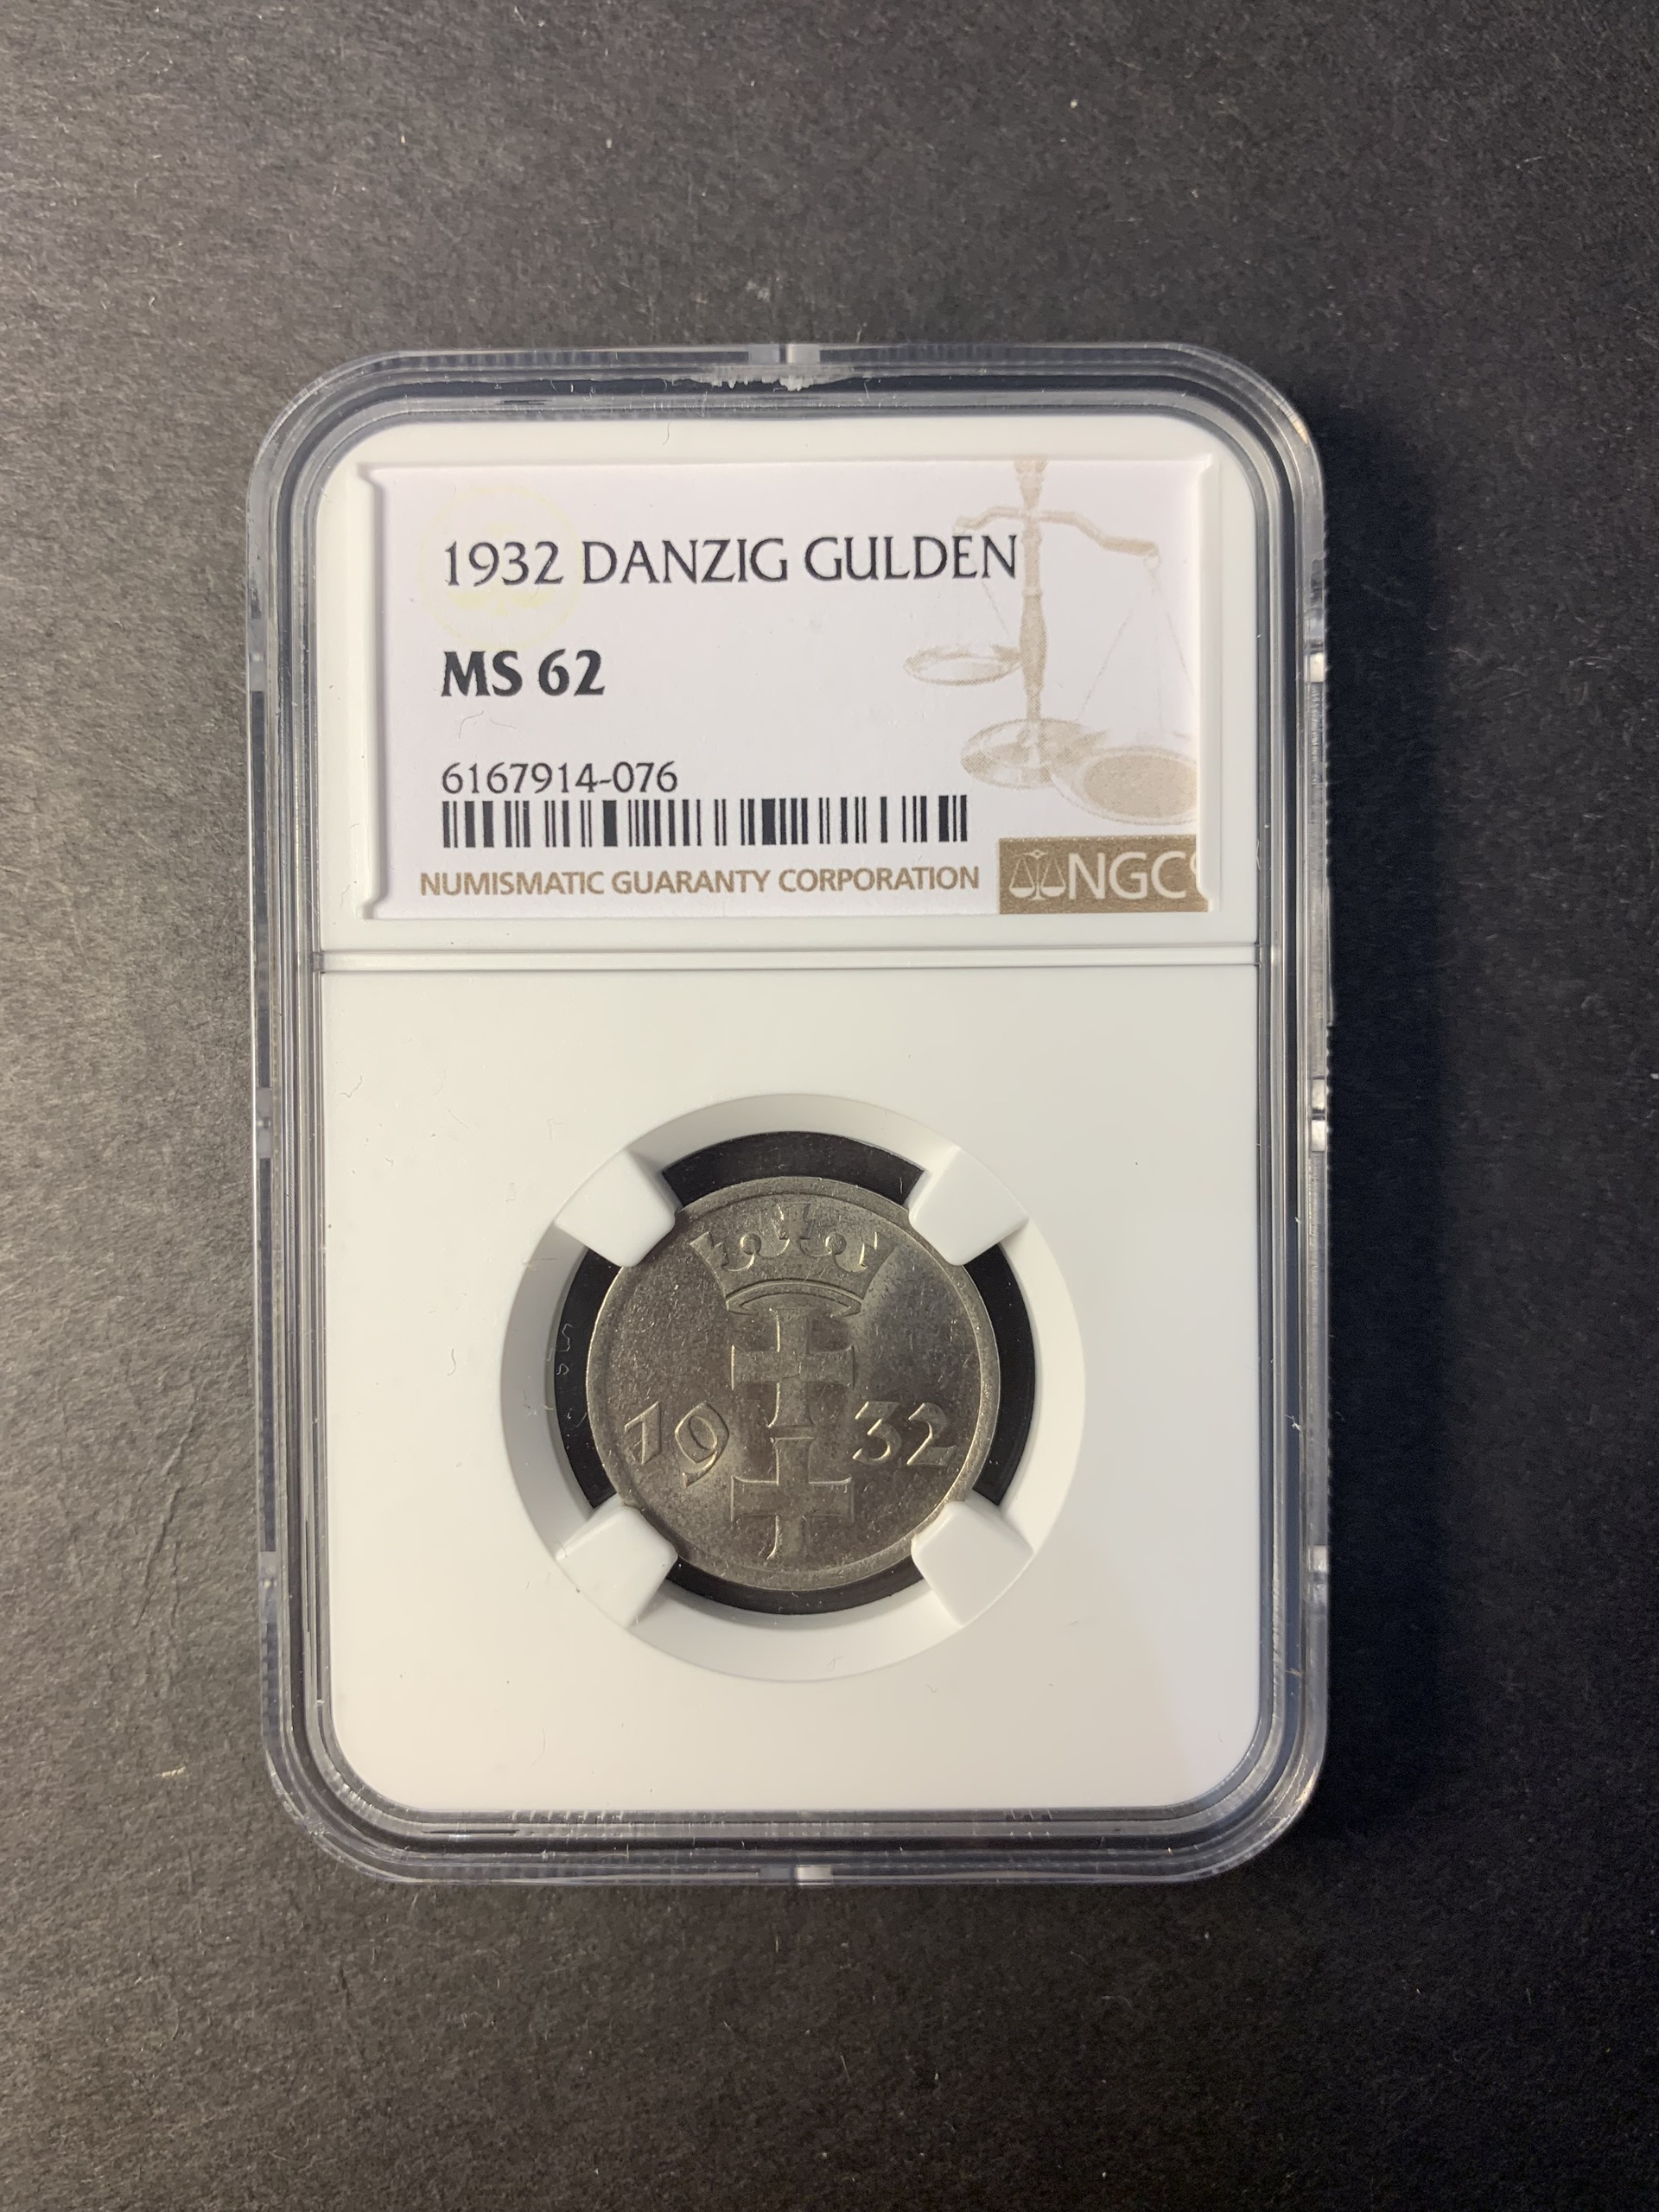 1932 DANZIG GULDEN
MS 62
6167914-076
NUMISMATIC GUARANTY CORPORATION
NGC
19 32